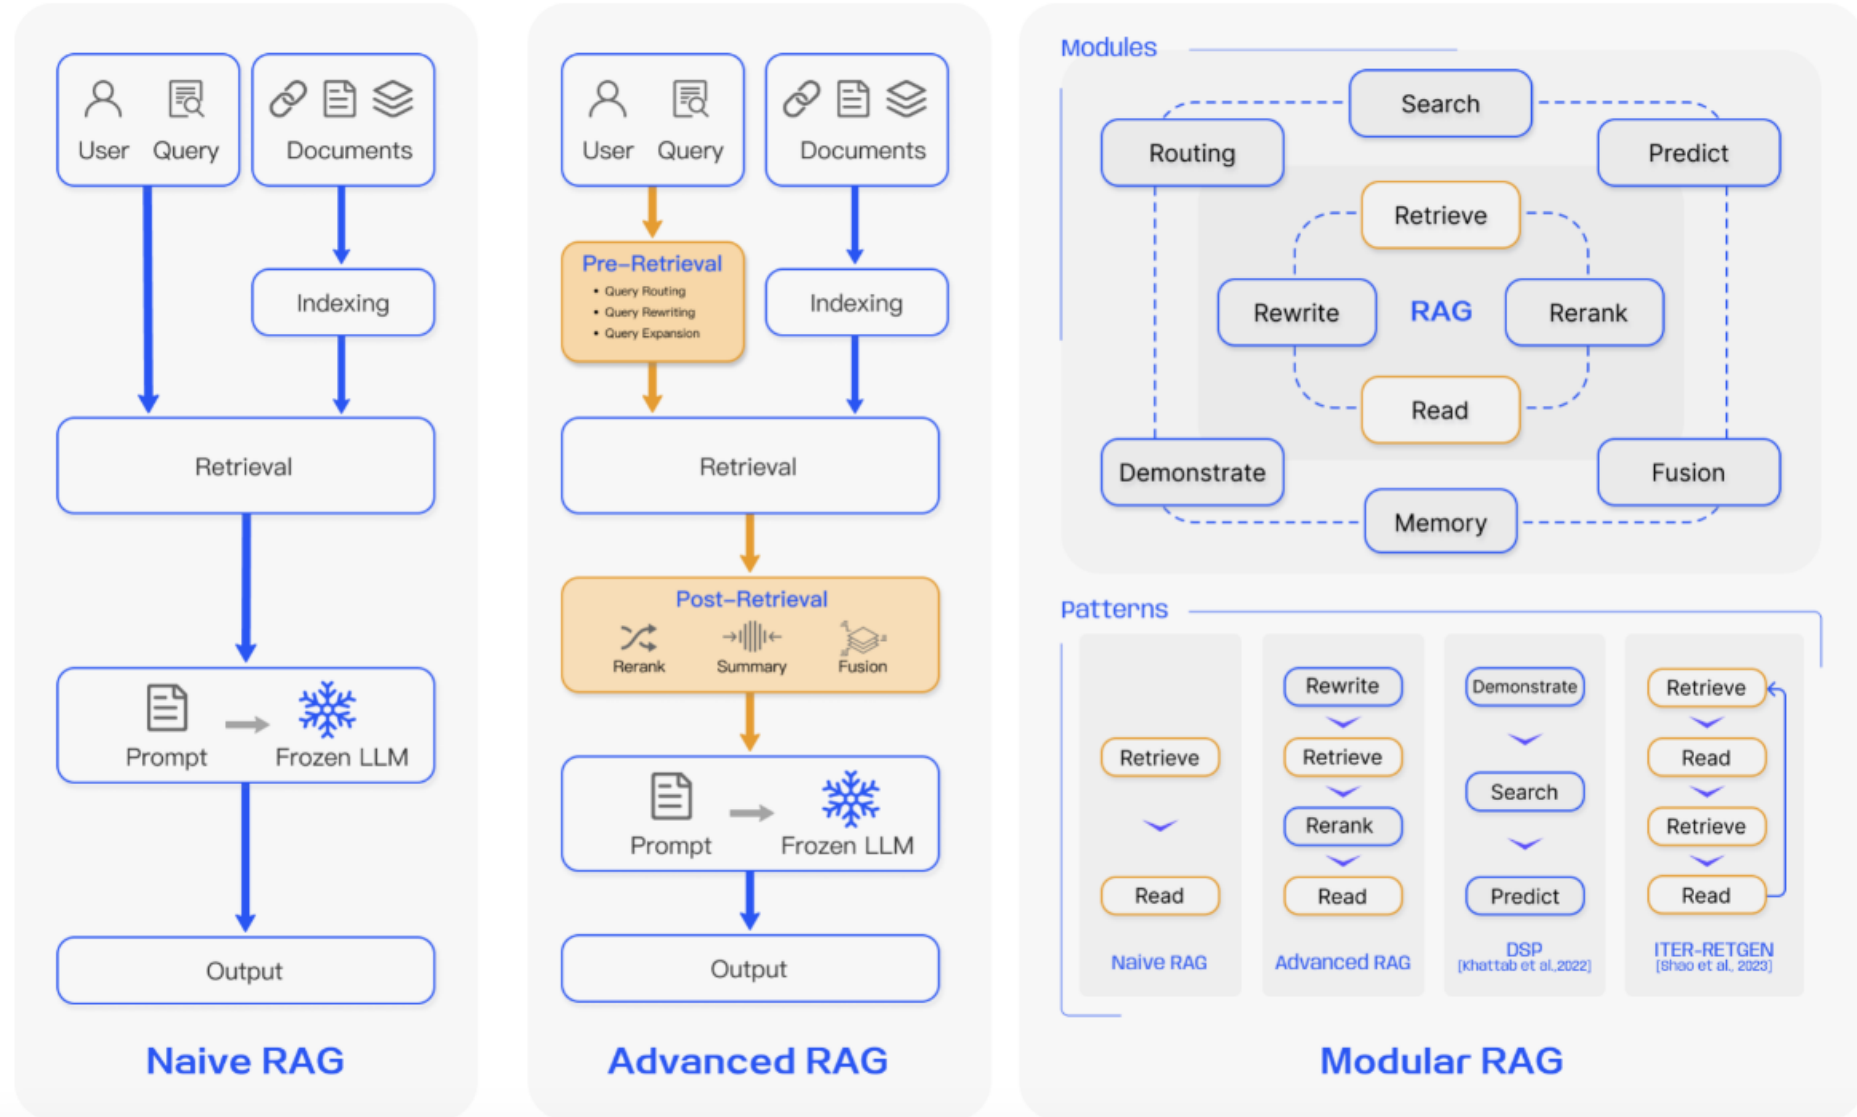 User Query
Documents
Indexing
Retrieval
Prompt
Frozen LLM
Output
Naive RAG
User Query
Documents
Pre-Retrieval
• Query Routing
• Query Rewriting
• Query Expansion
Indexing
Retrieval
Post-Retrieval
Rerank
Summary
Fusion
Prompt
Frozen LLM
Output
Advanced RAG
Modules
Search
Routing
Predict
Retrieve
Rewrite
RAG
Rerank
Read
Demonstrate
Fusion
Memory
Patterns
Retrieve
Read
Naive RAG
Rewrite
Retrieve
Rerank
Read
Advanced RAG
Demonstrate
Search
Predict
DSP
[Khattab et al.,2022]
Retrieve
Read
Retrieve
Read
ITER-RETGEN
[Shao et al., 2023]
Modular RAG